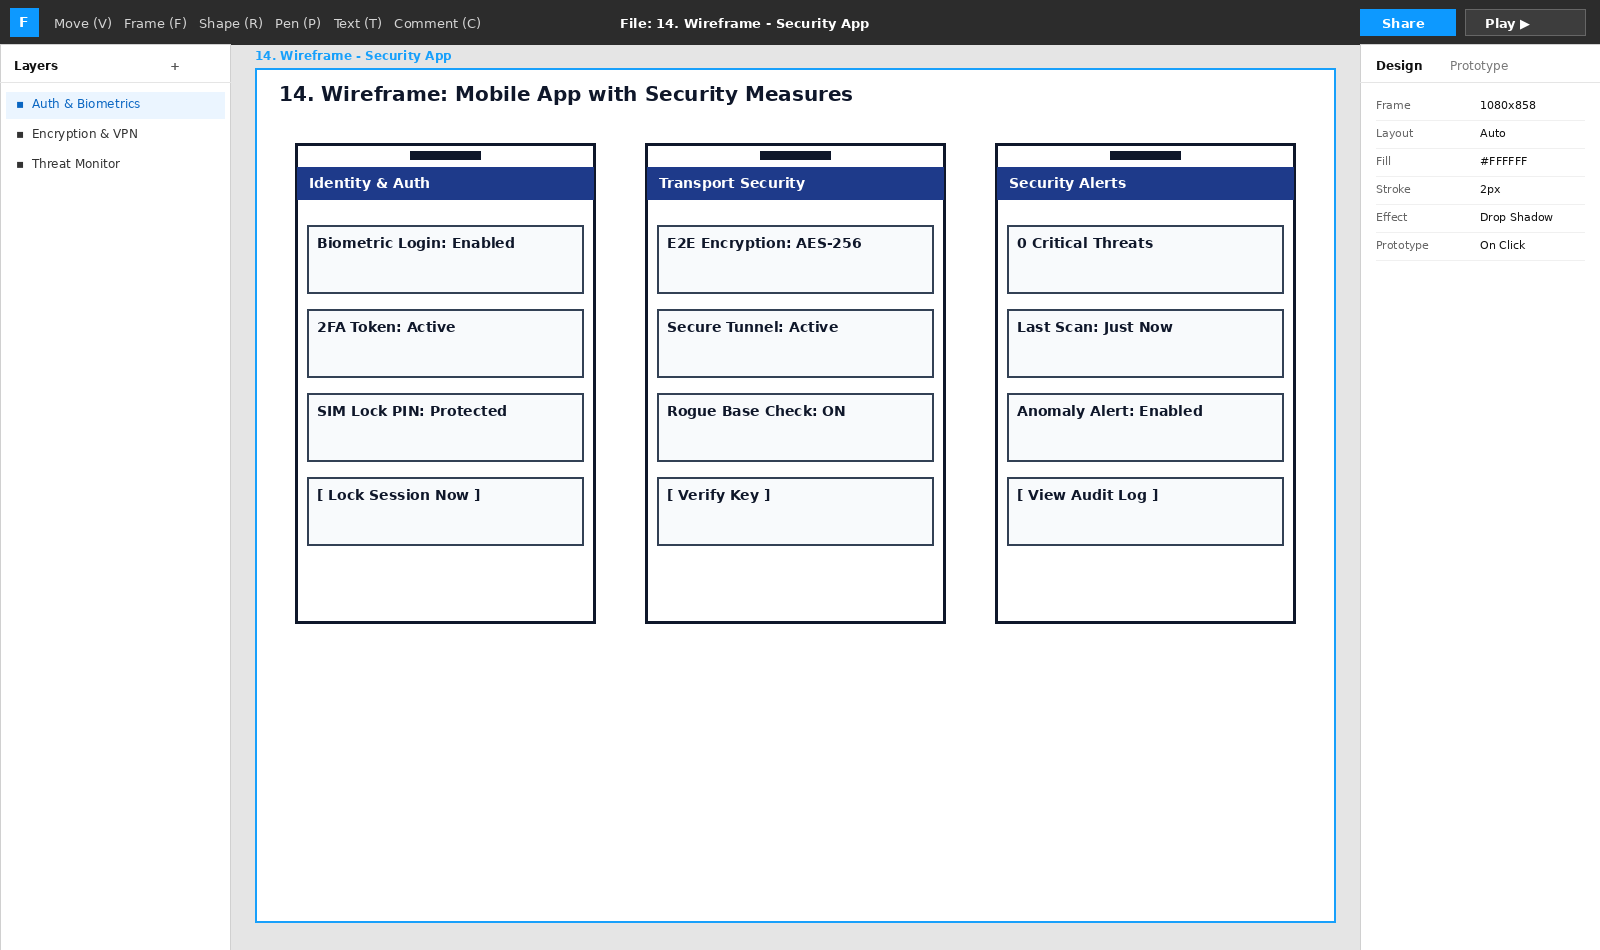 F Move (V) Frame (F) Shape (R) Pen (P) Text (T) Comment (C) File: 14. Wireframe - Security App Share Play ▶
Layers +
Auth & Biometrics
Encryption & VPN
Threat Monitor
14. Wireframe - Security App
14. Wireframe: Mobile App with Security Measures
Identity & Auth
Biometric Login: Enabled
2FA Token: Active
SIM Lock PIN: Protected
[ Lock Session Now ]
Transport Security
E2E Encryption: AES-256
Secure Tunnel: Active
Rogue Base Check: ON
[ Verify Key ]
Security Alerts
0 Critical Threats
Last Scan: Just Now
Anomaly Alert: Enabled
[ View Audit Log ]
Design Prototype
Frame 1080x858
Layout Auto
Fill #FFFFFF
Stroke 2px
Effect Drop Shadow
Prototype On Click